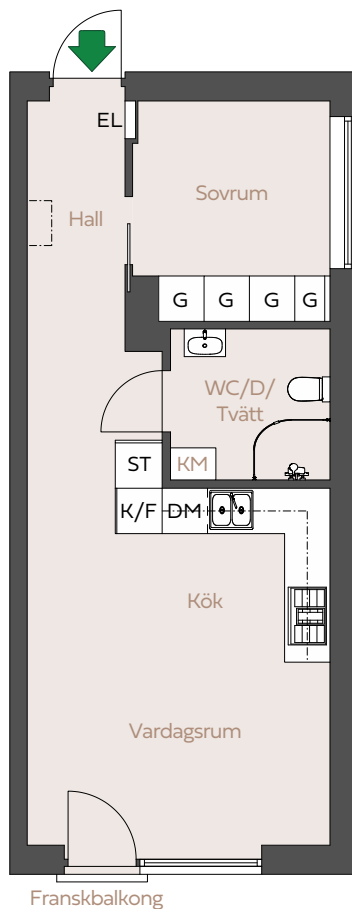 EL
Sovrum
Hall
G G G G
WC/D/
Tvätt
ST
KM
K/F
DM
Kök
Vardagsrum
Franskbalkong